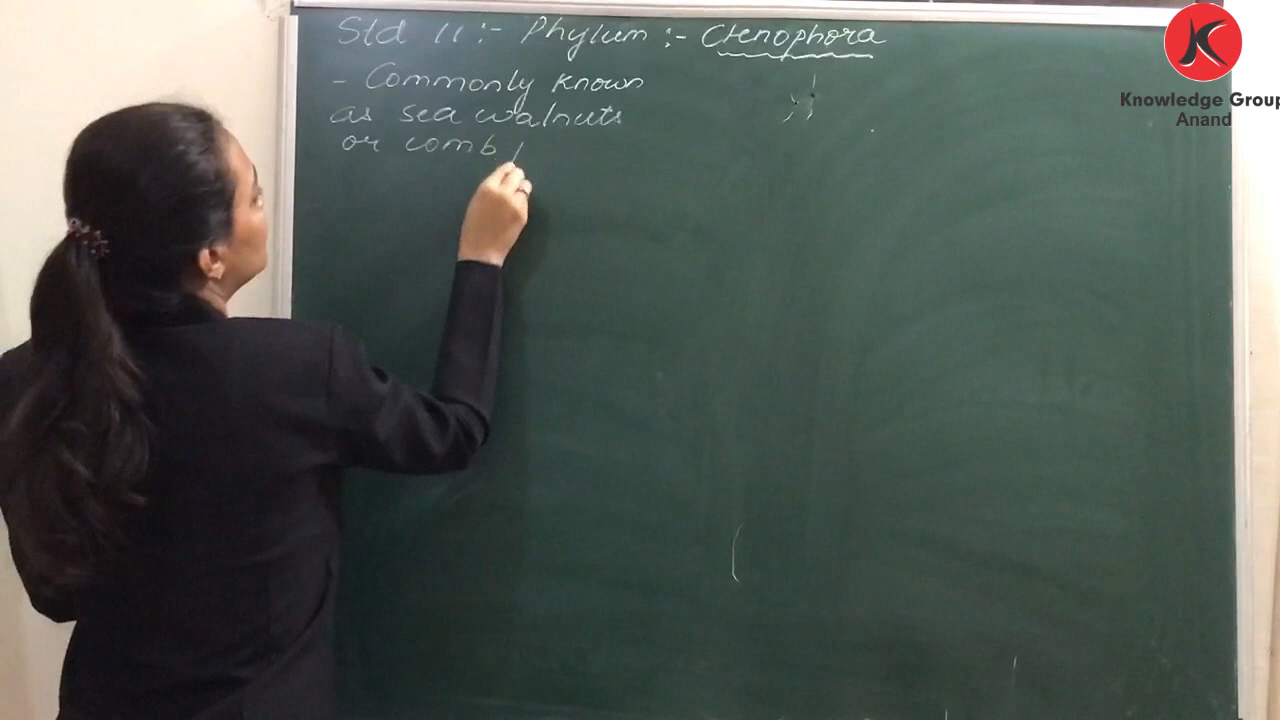 Std 11 :- Phylum :- Ctenophora
- Commonly known
as sea walnuts
or comb
K
Knowledge Group
Anand